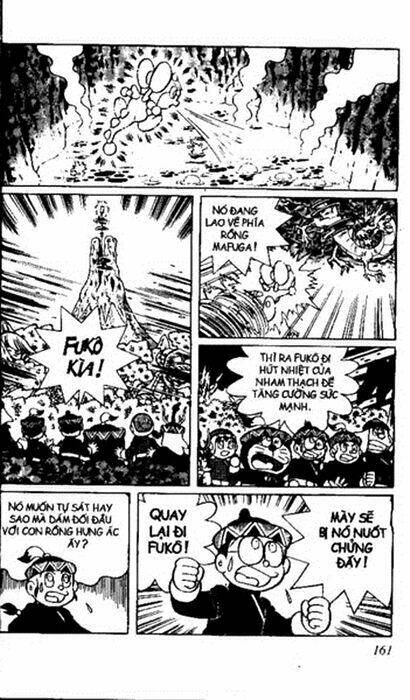 NÓ ĐANG
LAO VỀ PHÍA
RỒNG
MAFUGA!
FUKÔ
KÌA!
THÌ RA FUKÔ ĐI
HÚT NHIỆT CỦA
NHAM THẠCH ĐỂ
TĂNG CƯỜNG SỨC
MẠNH.
NÓ MUỐN TỰ SÁT HAY
SAO MÀ DÁM ĐỐI ĐẦU
VỚI CON RỒNG HUNG ÁC
ẤY?
QUAY
LẠI ĐI
FUKÔ!
MÀY SẼ
BỊ NÓ NUỐT
CHỬNG
ĐẤY!
161